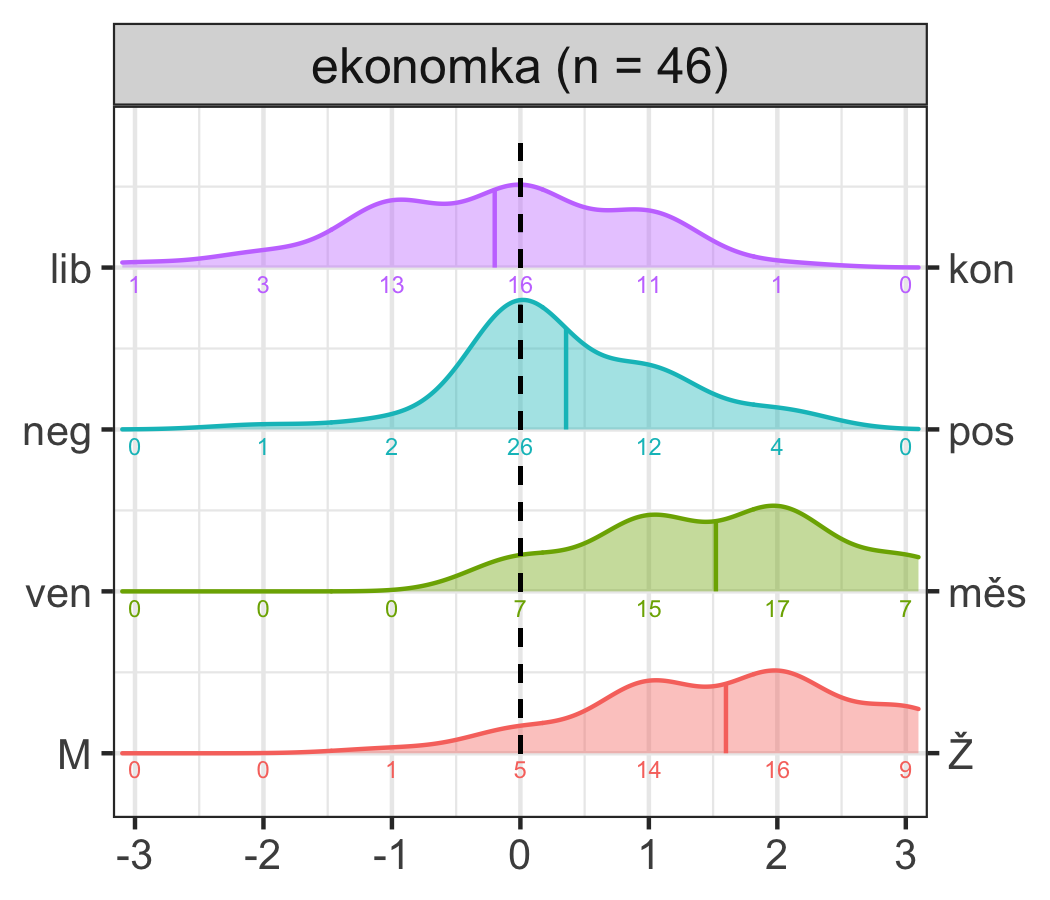 ekonomka (n = 46)
lib kon
1 3 13 16 11 1 0
neg pos
0 1 2 26 12 4 0
ven měs
0 0 0 7 15 17 7
M Ž
0 0 1 5 14 16 9
-3 -2 -1 0 1 2 3